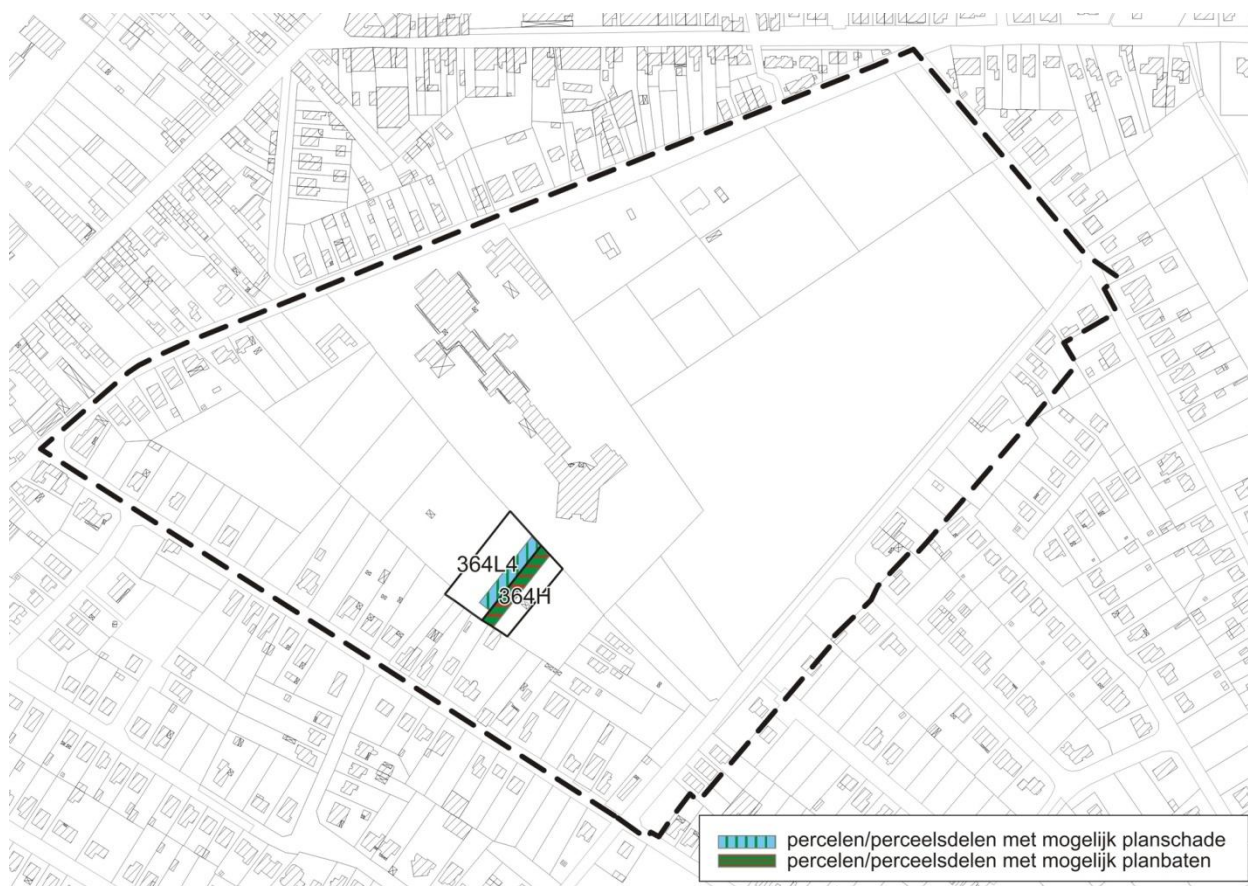 364L4
364H
percelen/perceelsdelen met mogelijk planschade
percelen/perceelsdelen met mogelijk planbaten